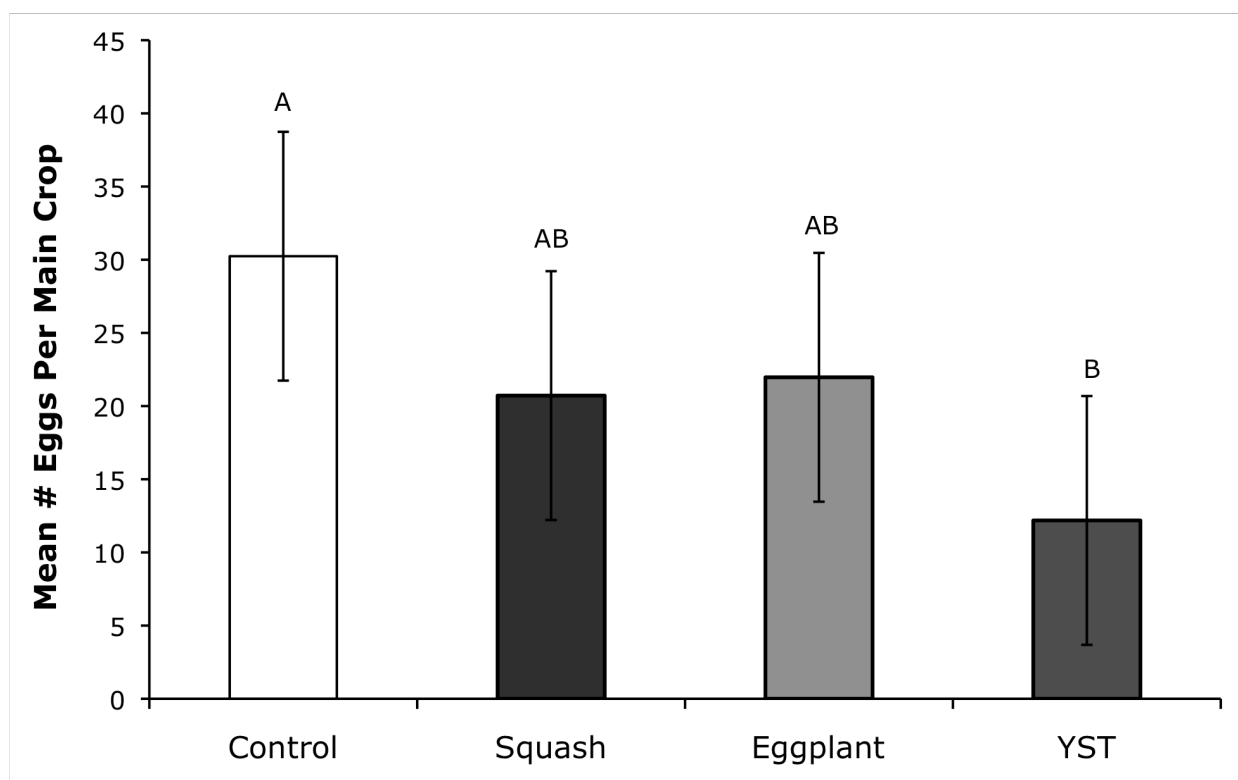 Mean # Eggs Per Main Crop
45
40
35
30
25
20
15
10
5
0
A
AB
AB
B
Control
Squash
Eggplant
YST